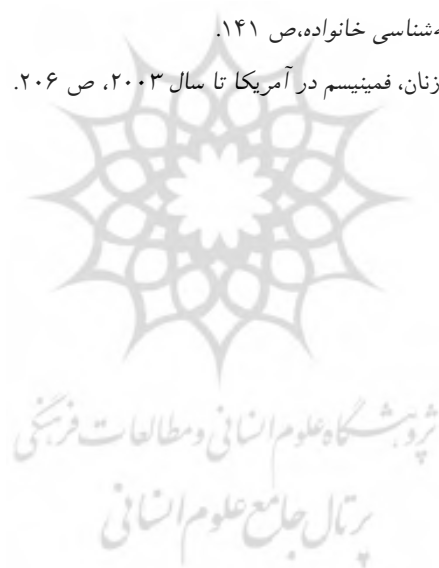 ه‌شناسی خانواده،ص ۱۴۱.
زنان، فمینیسم در آمریکا تا سال ۲۰۰۳، ص ۲۰۶.
پژوهشگاه علوم انسانی و مطالعات فرهنگی
پرتال جامع علوم انسانی